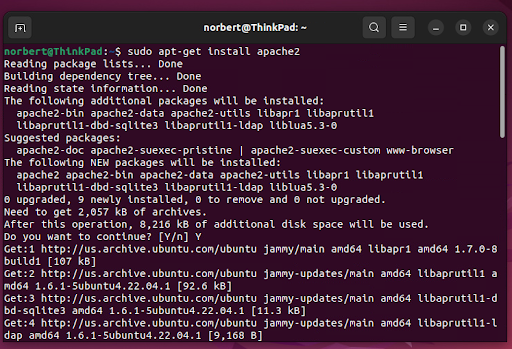 norbert@ThinkPad: ~
norbert@ThinkPad:~$ sudo apt-get install apache2
Reading package lists... Done
Building dependency tree... Done
Reading state information... Done
The following additional packages will be installed:
  apache2-bin apache2-data apache2-utils libapr1 libaprutil1
  libaprutil1-dbd-sqlite3 libaprutil1-ldap liblua5.3-0
Suggested packages:
  apache2-doc apache2-suexec-pristine | apache2-suexec-custom www-browser
The following NEW packages will be installed:
  apache2 apache2-bin apache2-data apache2-utils libapr1 libaprutil1
  libaprutil1-dbd-sqlite3 libaprutil1-ldap liblua5.3-0
0 upgraded, 9 newly installed, 0 to remove and 0 not upgraded.
Need to get 2,057 kB of archives.
After this operation, 8,216 kB of additional disk space will be used.
Do you want to continue? [Y/n] Y
Get:1 http://us.archive.ubuntu.com/ubuntu jammy/main amd64 libapr1 amd64 1.7.0-8
build1 [107 kB]
Get:2 http://us.archive.ubuntu.com/ubuntu jammy-updates/main amd64 libaprutil1 a
md64 1.6.1-5ubuntu4.22.04.1 [92.6 kB]
Get:3 http://us.archive.ubuntu.com/ubuntu jammy-updates/main amd64 libaprutil1-d
bd-sqlite3 amd64 1.6.1-5ubuntu4.22.04.1 [11.3 kB]
Get:4 http://us.archive.ubuntu.com/ubuntu jammy-updates/main amd64 libaprutil1-l
dap amd64 1.6.1-5ubuntu4.22.04.1 [9,168 B]